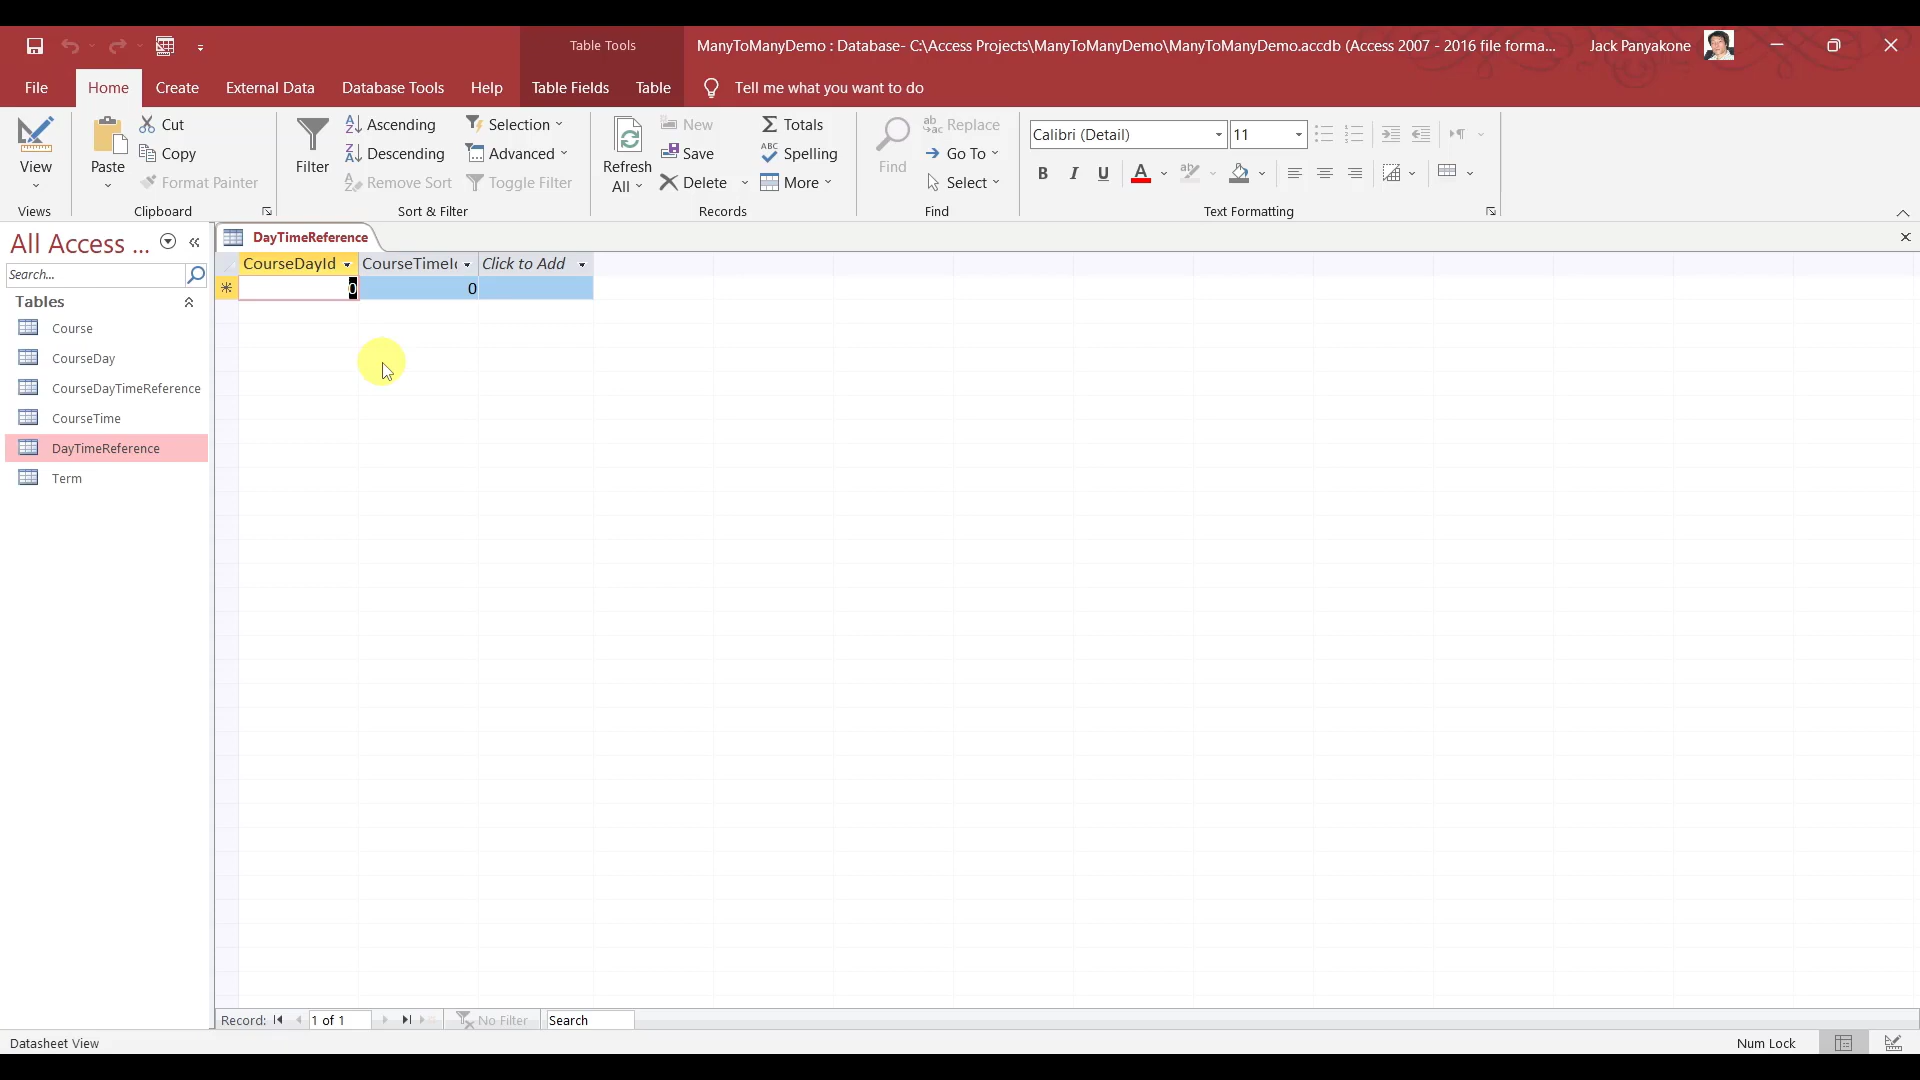 Table Tools
ManyToManyDemo : Database- C:\Access Projects\ManyToManyDemo\ManyToManyDemo.accdb (Access 2007 - 2016 file forma...
Jack Panyakone
File Home Create External Data Database Tools Help Table Fields Table Tell me what you want to do
View
Views
Paste
Cut
Copy
Format Painter
Clipboard
Filter
Ascending
Descending
Remove Sort
Selection
Advanced
Toggle Filter
Sort & Filter
Refresh
All
New
Save
Delete
Totals
Spelling
More
Records
Find
Replace
Go To
Select
Find
Calibri (Detail)
11
B I U A
Text Formatting
All Access ...
Search...
Tables
Course
CourseDay
CourseDayTimeReference
CourseTime
DayTimeReference
Term
DayTimeReference
CourseDayId CourseTimeI Click to Add
0 0
Record: 1 of 1 No Filter Search
Datasheet View
Num Lock